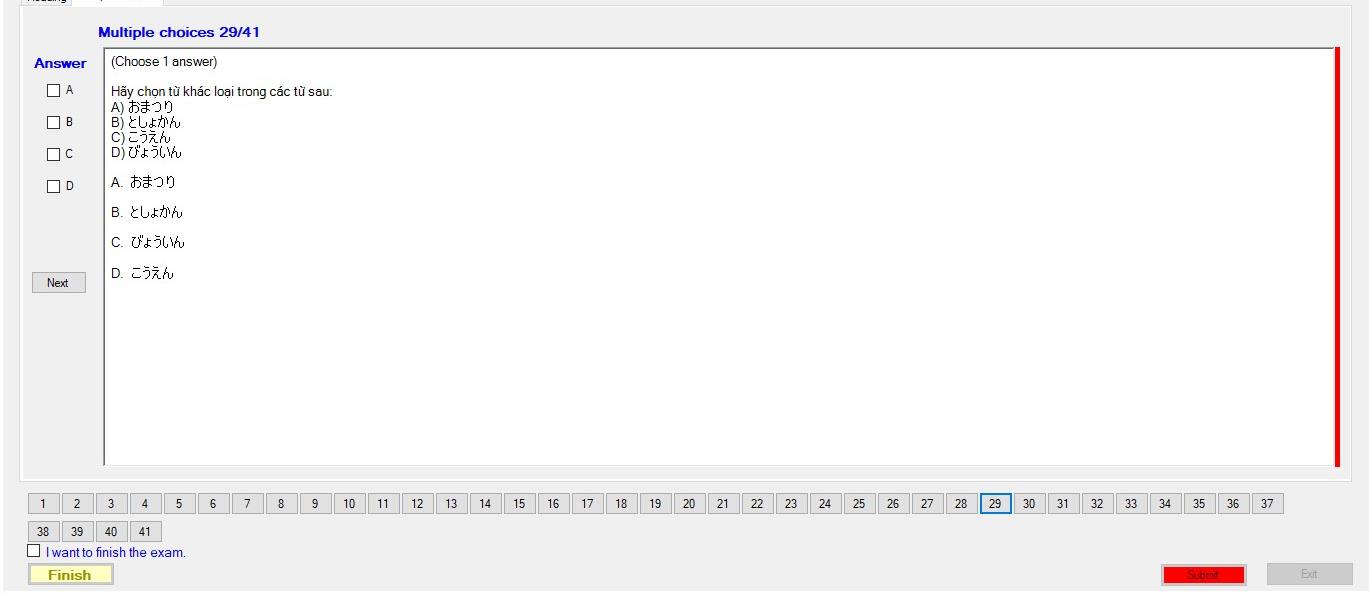 Multiple choices 29/41
Answer
A
B
C
D
Next
(Choose 1 answer)
Hãy chọn từ khác loại trong các từ sau:
A) おまつり
B) としょかん
C) こうえん
D) びょういん
A. おまつり
B. としょかん
C. びょういん
D. こうえん
1 2 3 4 5 6 7 8 9 10 11 12 13 14 15 16 17 18 19 20 21 22 23 24 25 26 27 28 29 30 31 32 33 34 35 36 37
38 39 40 41
I want to finish the exam.
Finish
Submit
Exit